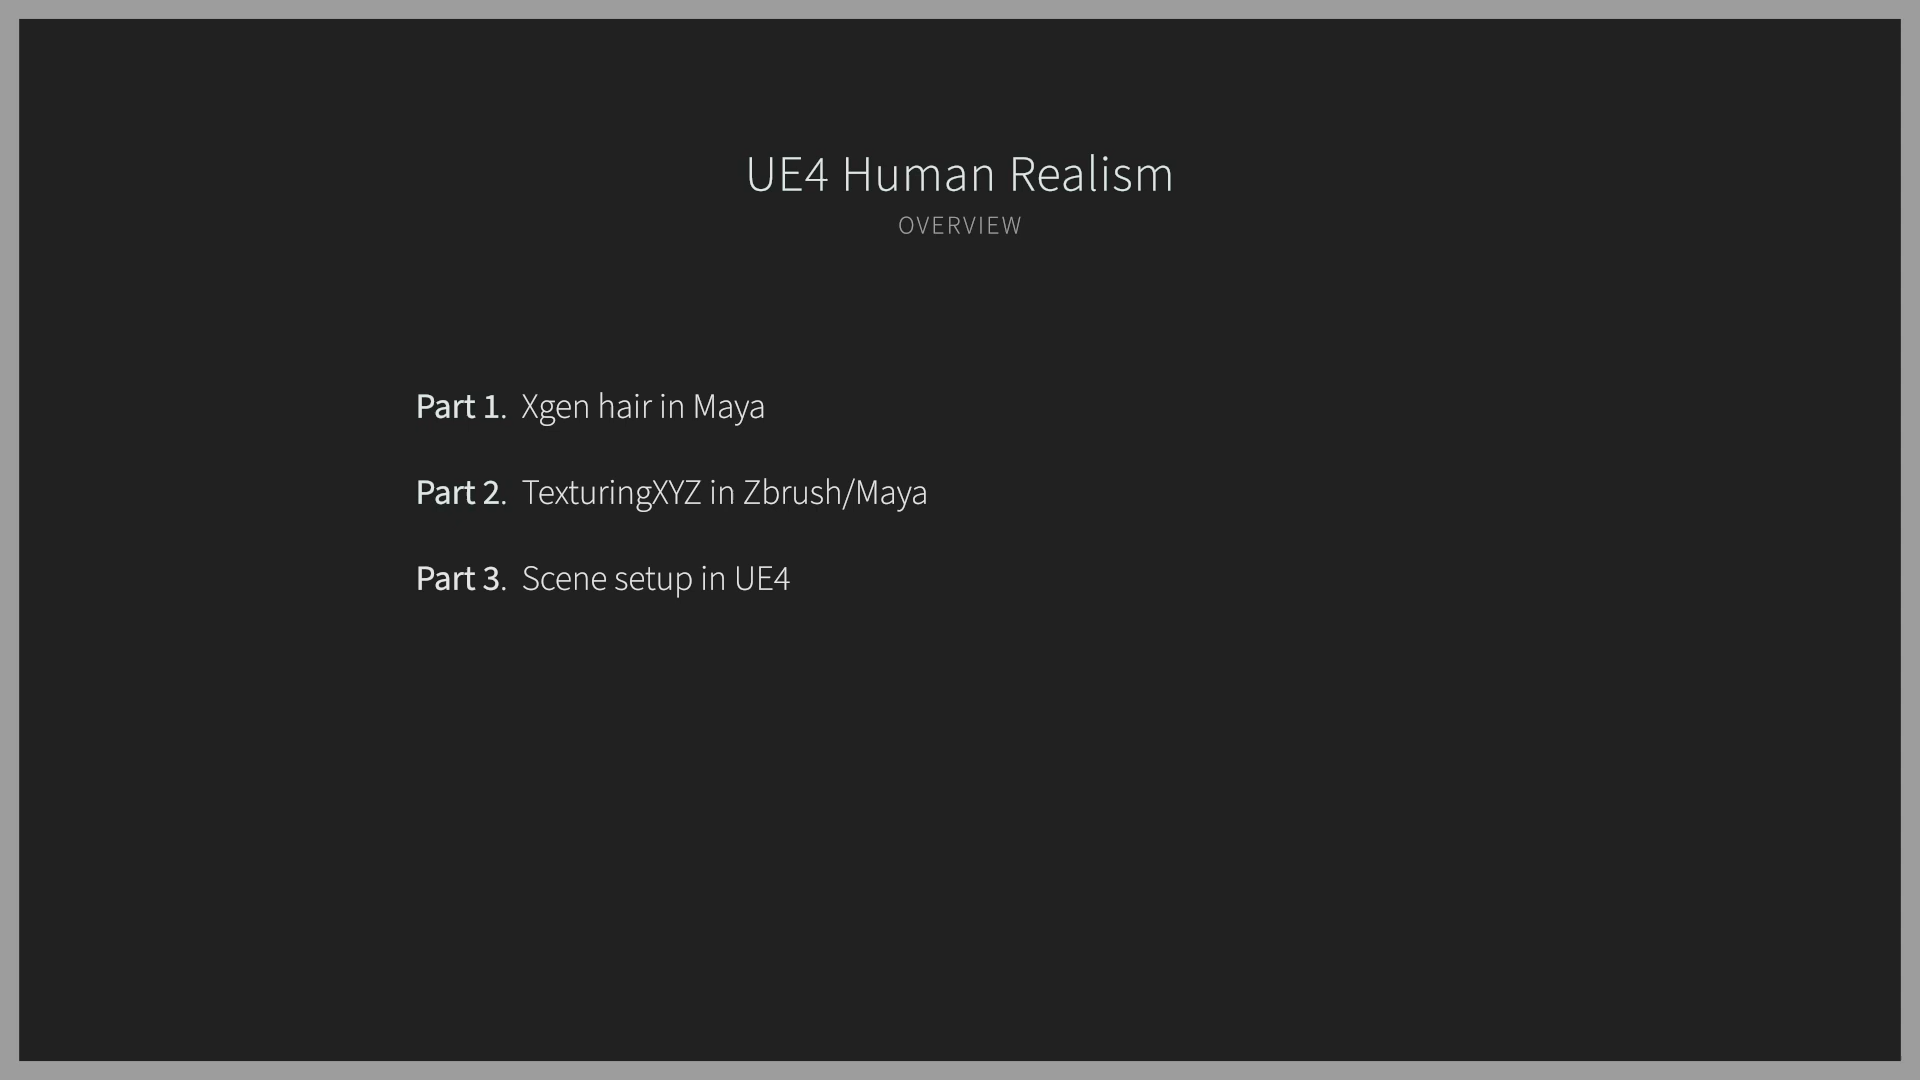 UE4 Human Realism
OVERVIEW
Part 1. Xgen hair in Maya
Part 2. TexturingXYZ in Zbrush/Maya
Part 3. Scene setup in UE4